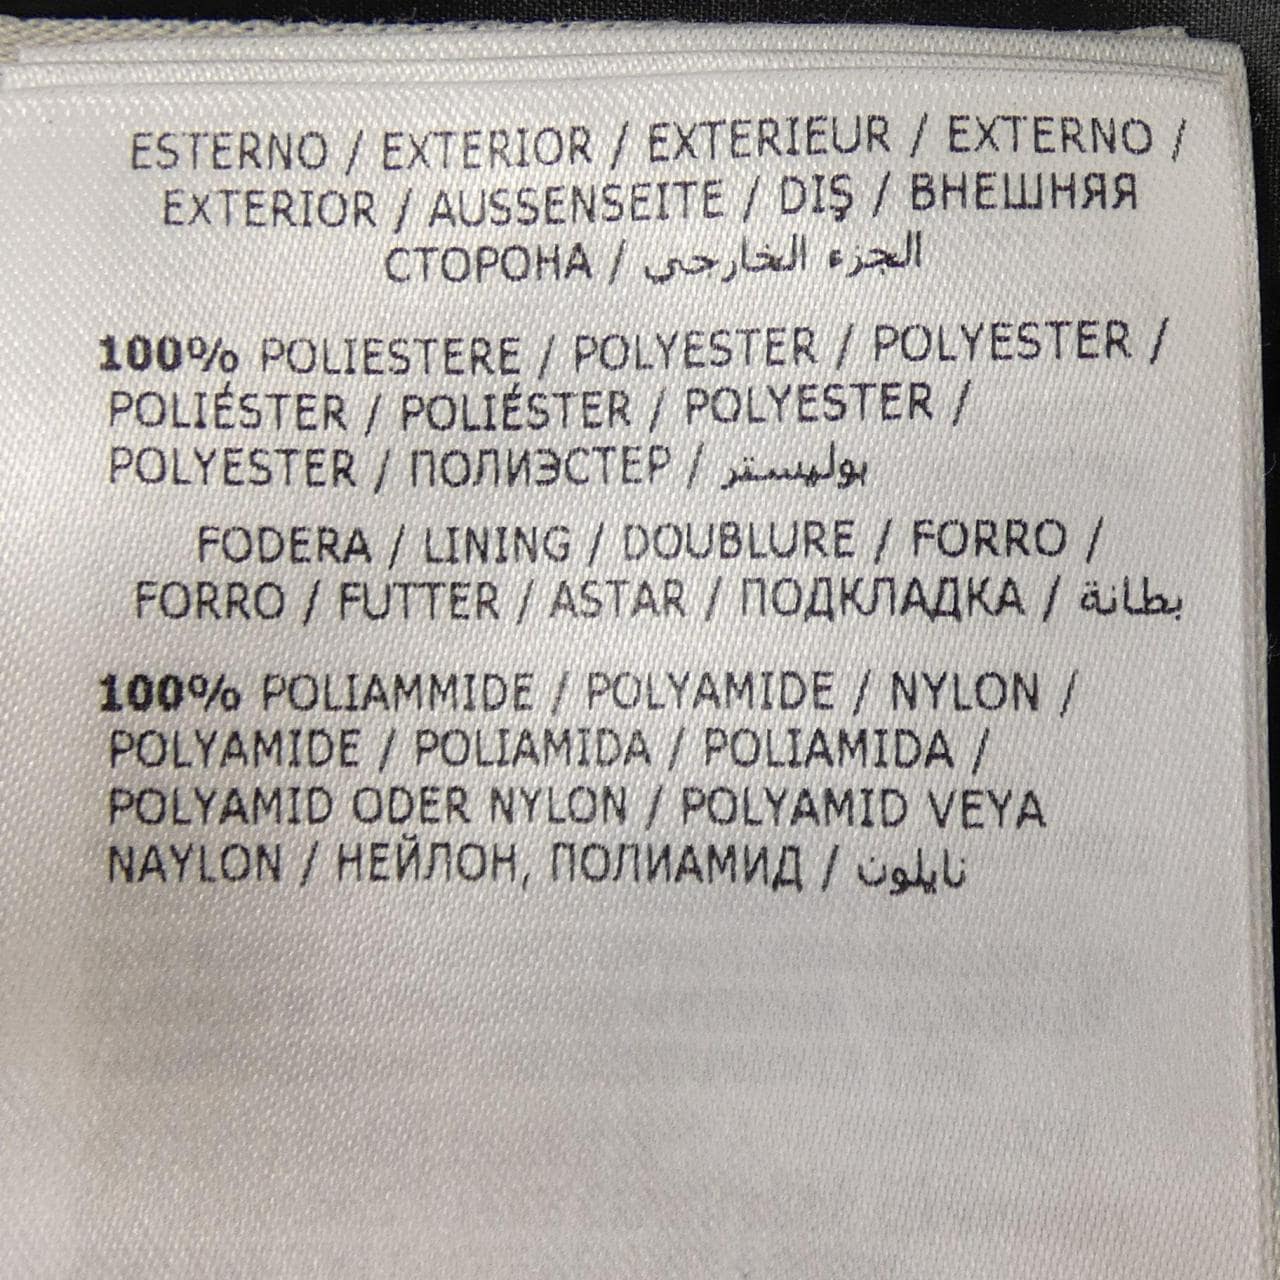 ESTERNO / EXTERIOR / EXTERIEUR / EXTERNO /
EXTERIOR / AUSSENSEITE / DIŞ / ВНЕШНЯЯ
СТОРОНА / الجزء الخارجي
100% POLIESTERE / POLYESTER / POLYESTER /
POLIÉSTER / POLIÉSTER / POLYESTER /
POLYESTER / ПОЛИЭСТЕР / بوليستر
FODERA / LINING / DOUBLURE / FORRO /
FORRO / FUTTER / ASTAR / ПОДКЛАДКА / بطانة
100% POLIAMMIDE / POLYAMIDE / NYLON /
POLYAMIDE / POLIAMIDA / POLIAMIDA /
POLYAMID ODER NYLON / POLYAMID VEYA
NAYLON / НЕЙЛОН, ПОЛИАМИД / نايلون